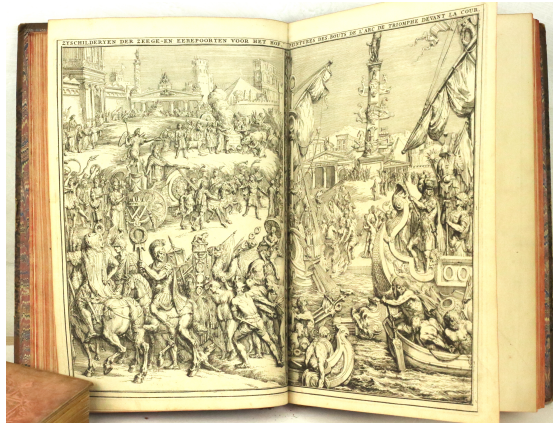 ZYSCHILDERYEN DER ZEEGE-EN EEREPOORTEN VOOR HET HOF
PEINTURES DES BOUTS DE L'ARC DE TRIOMPHE DEVANT LA COUR.